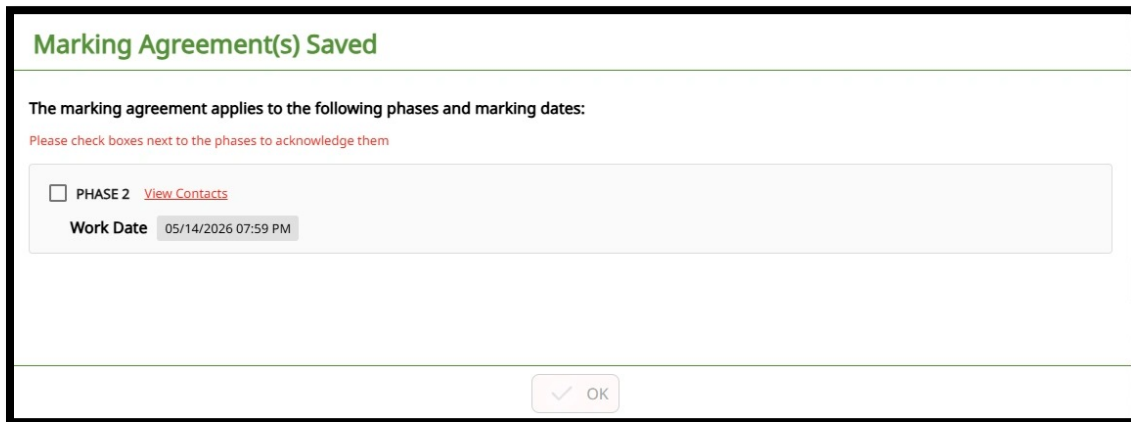 Marking Agreement(s) Saved
The marking agreement applies to the following phases and marking dates:
Please check boxes next to the phases to acknowledge them
PHASE 2 View Contacts
Work Date 05/14/2026 07:59 PM
OK